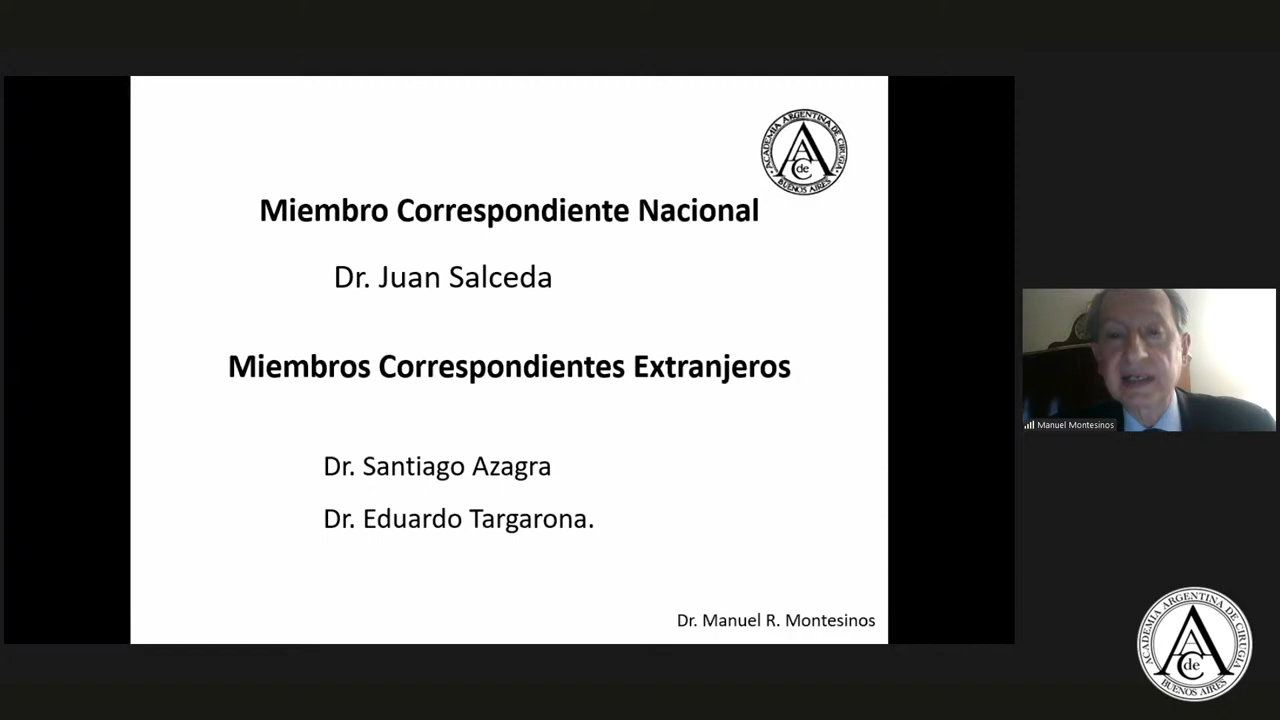 ACADEMIA ARGENTINA DE CIRUGIA
A de C
BUENOS AIRES
Miembro Correspondiente Nacional
Dr. Juan Salceda
Miembros Correspondientes Extranjeros
Dr. Santiago Azagra
Dr. Eduardo Targarona.
Dr. Manuel R. Montesinos
Manuel Montesinos
ACADEMIA ARGENTINA DE CIRUGIA
A de C
BUENOS AIRES